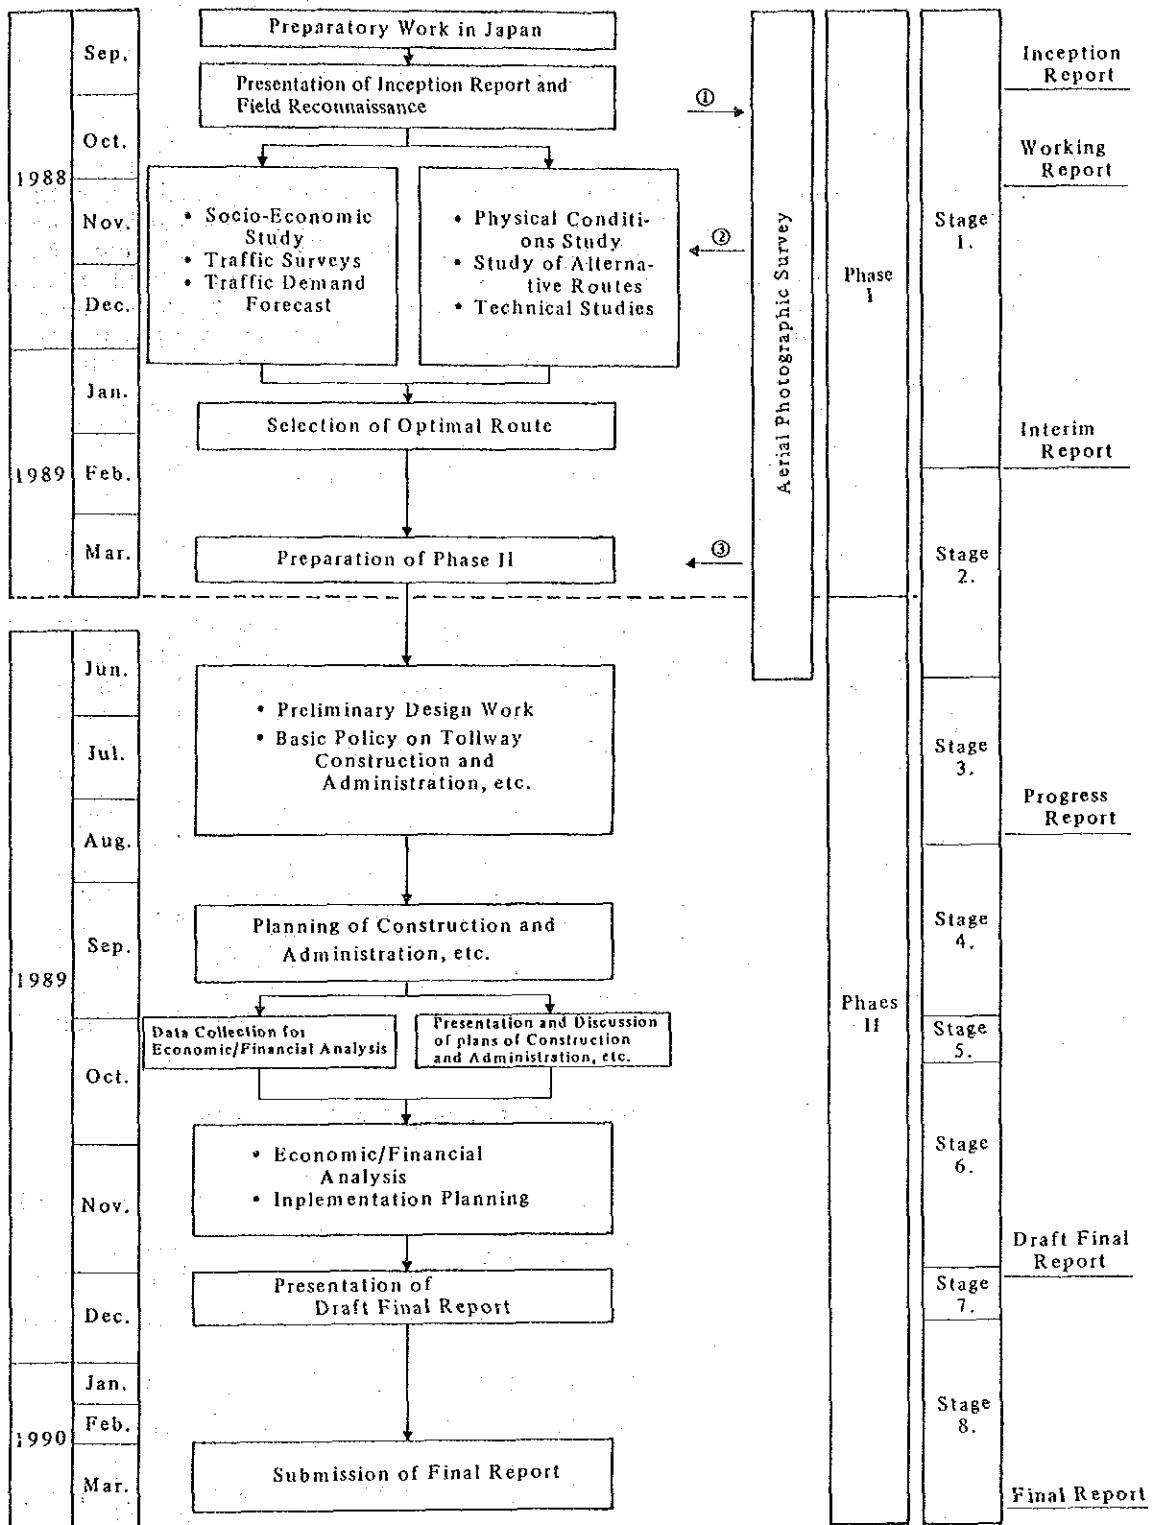 1988
Sep.
Oct.
Nov.
Dec.
1989
Jan.
Feb.
Mar.
Preparatory Work in Japan
Presentation of Inception Report and
Field Reconnaissance
• Socio-Economic
Study
• Traffic Surveys
• Traffic Demand
Forecast
• Physical Conditi-
ons Study
• Study of Alterna-
tive Routes
• Technical Studies
Selection of Optimal Route
Preparation of Phase II
①
②
③
Aerial Photographic Survey
Phase
I
Stage
1.
Stage
2.
Inception
Report
Working
Report
Interim
Report
1989
Jun.
Jul.
Aug.
Sep.
Oct.
Nov.
Dec.
1990
Jan.
Feb.
Mar.
• Preliminary Design Work
• Basic Policy on Tollway
Construction and
Administration, etc.
Planning of Construction and
Administration, etc.
Data Collection for
Economic/Financial Analysis
Presentation and Discussion
of plans of Construction
and Administration, etc.
• Economic/Financial
Analysis
• Inplementation Planning
Presentation of
Draft Final Report
Submission of Final Report
Phaes
II
Stage
3.
Stage
4.
Stage
5.
Stage
6.
Stage
7.
Stage
8.
Progress
Report
Draft Final
Report
Final Report